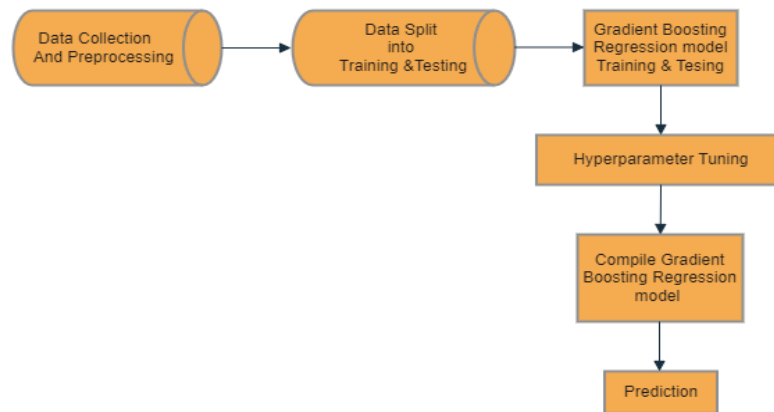 Data Collection
And Preprocessing
Data Split
into
Training &Testing
Gradient Boosting
Regression model
Training & Tesing
Hyperparameter Tuning
Compile Gradient
Boosting Regression
model
Prediction